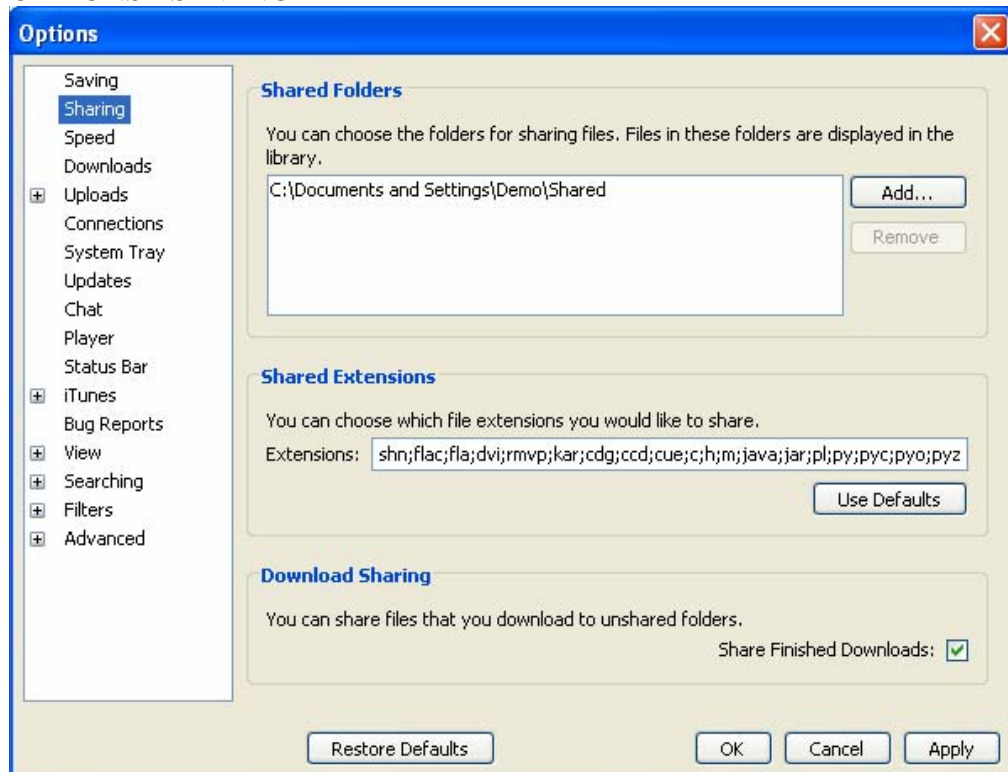 Options
Saving
Sharing
Speed
Downloads
Uploads
Connections
System Tray
Updates
Chat
Player
Status Bar
iTunes
Bug Reports
View
Searching
Filters
Advanced
Shared Folders
You can choose the folders for sharing files. Files in these folders are displayed in the
library.
C:\Documents and Settings\Demo\Shared
Add...
Remove
Shared Extensions
You can choose which file extensions you would like to share.
Extensions: shn;flac;fla;dvi;rmvp;kar;cdg;ccd;cue;c;h;m;java;jar;pl;py;pyc;pyo;pyz
Use Defaults
Download Sharing
You can share files that you download to unshared folders.
Share Finished Downloads:
Restore Defaults
OK
Cancel
Apply